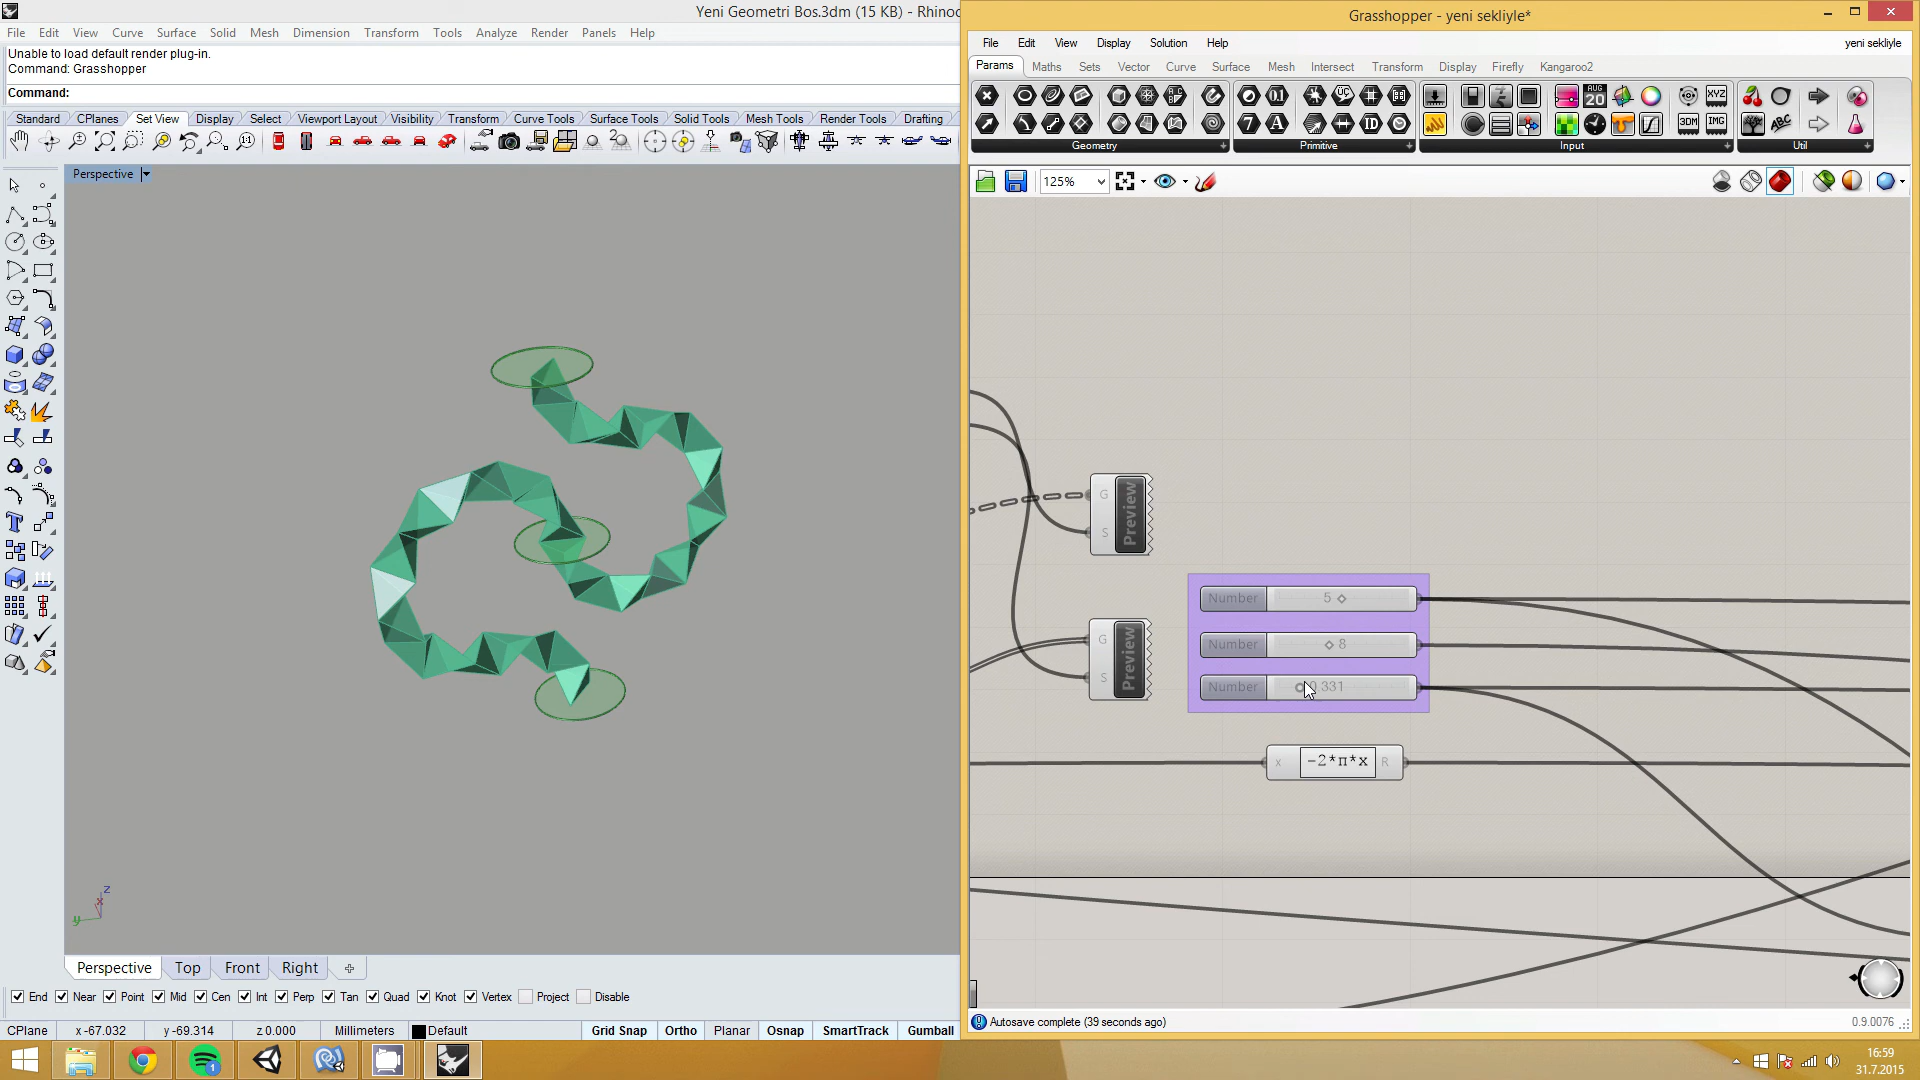 Yeni Geometri Bos.3dm (15 KB) - Rhinoc
File Edit View Curve Surface Solid Mesh Dimension Transform Tools Analyze Render Panels Help
Unable to load default render plug-in.
Command: Grasshopper
Command:
Standard CPlanes Set View Display Select Viewport Layout Visibility Transform Curve Tools Surface Tools Solid Tools Mesh Tools Render Tools Drafting
Perspective
z
x
y
Perspective Top Front Right
End Near Point Mid Cen Int Perp Tan Quad Knot Vertex Project Disable
CPlane x -67.032 y -69.314 z 0.000 Millimeters Default Grid Snap Ortho Planar Osnap SmartTrack Gumball
Grasshopper - yeni sekliyle*
File Edit View Display Solution Help yeni sekliyle
Params Maths Sets Vector Curve Surface Mesh Intersect Transform Display Firefly Kangaroo2
Geometry Primitive Input Util
125%
G Preview
S
Number 5
Number 8
G Preview
S
Number 0.331
x -2*π*x R
Autosave complete (39 seconds ago) 0.9.0076
16:59
31.7.2015